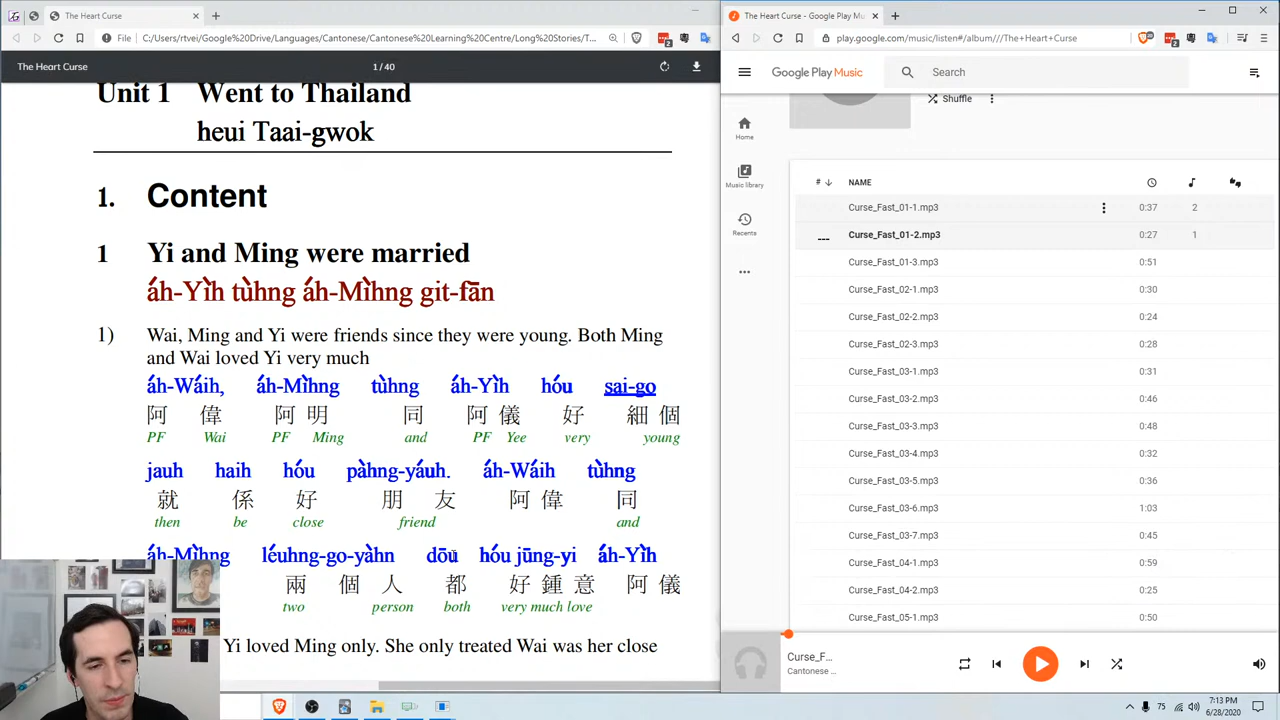 The Heart Curse
File
C:/Users/rtvei/Google%20Drive/Languages/Cantonese/Cantonese%20Learning%20Centre/Long%20Stories/T...
The Heart Curse
1 / 40
Unit 1 Went to Thailand
heui Taai-gwok
1. Content
1 Yi and Ming were married
áh-Yìh tùhng áh-Mìhng git-fān
1) Wai, Ming and Yi were friends since they were young. Both Ming
and Wai loved Yi very much
áh-Wáih, áh-Mìhng tùhng áh-Yìh hóu sai-go
阿 偉 阿 明 同 阿 儀 好 細 個
PF Wai PF Ming and PF Yee very young
jauh haih hóu pàhng-yáuh. áh-Wáih tùhng
就 係 好 朋 友 阿 偉 同
then be close friend and
áh-Mìhng léuhng-go-yàhn dōu hóu jūng-yi áh-Yìh
兩 個 人 都 好 鍾 意 阿 儀
two person both very much love
Yi loved Ming only. She only treated Wai was her close
The Heart Curse - Google Play Mu
play.google.com/music/listen#/album///The+Heart+Curse
Google Play Music
Search
Shuffle
Home
Music library
Recents
# NAME
Curse_Fast_01-1.mp3 0:37 2
Curse_Fast_01-2.mp3 0:27 1
Curse_Fast_01-3.mp3 0:51
Curse_Fast_02-1.mp3 0:30
Curse_Fast_02-2.mp3 0:24
Curse_Fast_02-3.mp3 0:28
Curse_Fast_03-1.mp3 0:31
Curse_Fast_03-2.mp3 0:46
Curse_Fast_03-3.mp3 0:48
Curse_Fast_03-4.mp3 0:32
Curse_Fast_03-5.mp3 0:36
Curse_Fast_03-6.mp3 1:03
Curse_Fast_03-7.mp3 0:45
Curse_Fast_04-1.mp3 0:59
Curse_Fast_04-2.mp3 0:25
Curse_Fast_05-1.mp3 0:50
Curse_F...
Cantonese ...
75
7:13 PM
6/28/2020